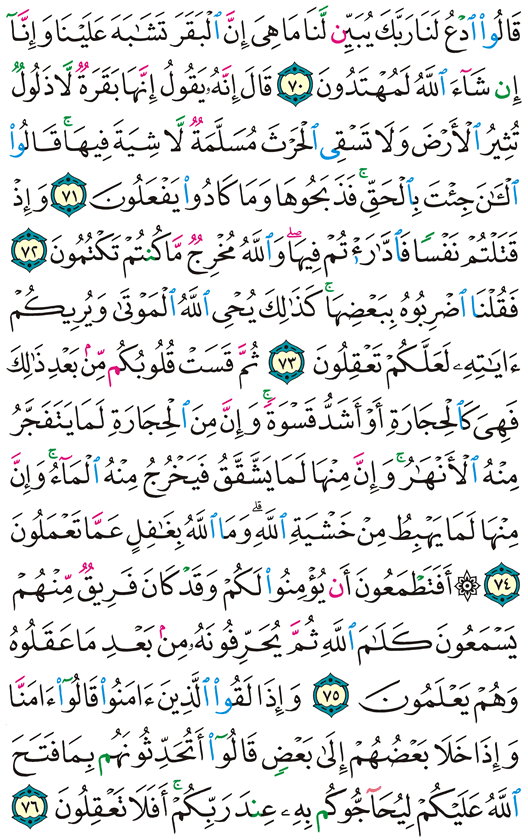 قَالُوا۟ ٱدْعُ لَنَا رَبَّكَ يُبَيِّن لَّنَا مَا هِىَ إِنَّ ٱلْبَقَرَ تَشَـٰبَهَ عَلَيْنَا وَإِنَّآ
إِن شَآءَ ٱللَّهُ لَمُهْتَدُونَ ٧٠ قَالَ إِنَّهُۥ يَقُولُ إِنَّهَا بَقَرَةٌ لَّا ذَلُولٌ
تُثِيرُ ٱلْأَرْضَ وَلَا تَسْقِى ٱلْحَرْثَ مُسَلَّمَةٌ لَّا شِيَةَ فِيهَا ۚ قَالُوا۟
ٱلْـَٔـٰنَ جِئْتَ بِٱلْحَقِّ ۚ فَذَبَحُوهَا وَمَا كَادُوا۟ يَفْعَلُونَ ٧١ وَإِذْ
قَتَلْتُمْ نَفْسًا فَٱدَّٰرَْٰٔتُمْ فِيهَا ۖ وَٱللَّهُ مُخْرِجٌ مَّا كُنتُمْ تَكْتُمُونَ ٧٢
فَقُلْنَا ٱضْرِبُوهُ بِبَعْضِهَا ۚ كَذَٰلِكَ يُحْىِ ٱللَّهُ ٱلْمَوْتَىٰ وَيُرِيكُمْ
ءَايَـٰتِهِۦ لَعَلَّكُمْ تَعْقِلُونَ ٧٣ ثُمَّ قَسَتْ قُلُوبُكُم مِّنۢ بَعْدِ ذَٰلِكَ
فَهِىَ كَٱلْحِجَارَةِ أَوْ أَشَدُّ قَسْوَةً ۚ وَإِنَّ مِنَ ٱلْحِجَارَةِ لَمَا يَتَفَجَّرُ
مِنْهُ ٱلْأَنْهَـٰرُ ۚ وَإِنَّ مِنْهَا لَمَا يَشَّقَّقُ فَيَخْرُجُ مِنْهُ ٱلْمَآءُ ۚ وَإِنَّ
مِنْهَا لَمَا يَهْبِطُ مِنْ خَشْيَةِ ٱللَّهِ ۗ وَمَا ٱللَّهُ بِغَـٰفِلٍ عَمَّا تَعْمَلُونَ
٧٤ ۞ أَفَتَطْمَعُونَ أَن يُؤْمِنُوا۟ لَكُمْ وَقَدْ كَانَ فَرِيقٌ مِّنْهُمْ
يَسْمَعُونَ كَلَـٰمَ ٱللَّهِ ثُمَّ يُحَرِّفُونَهُۥ مِنۢ بَعْدِ مَا عَقَلُوهُ
وَهُمْ يَعْلَمُونَ ٧٥ وَإِذَا لَقُوا۟ ٱلَّذِينَ ءَامَنُوا۟ قَالُوٓا۟ ءَامَنَّا
وَإِذَا خَلَا بَعْضُهُمْ إِلَىٰ بَعْضٍ قَالُوٓا۟ أَتُحَدِّثُونَهُم بِمَا فَتَحَ
ٱللَّهُ عَلَيْكُمْ لِيُحَآجُّوكُم بِهِۦ عِندَ رَبِّكُمْ ۚ أَفَلَا تَعْقِلُونَ ٧٦